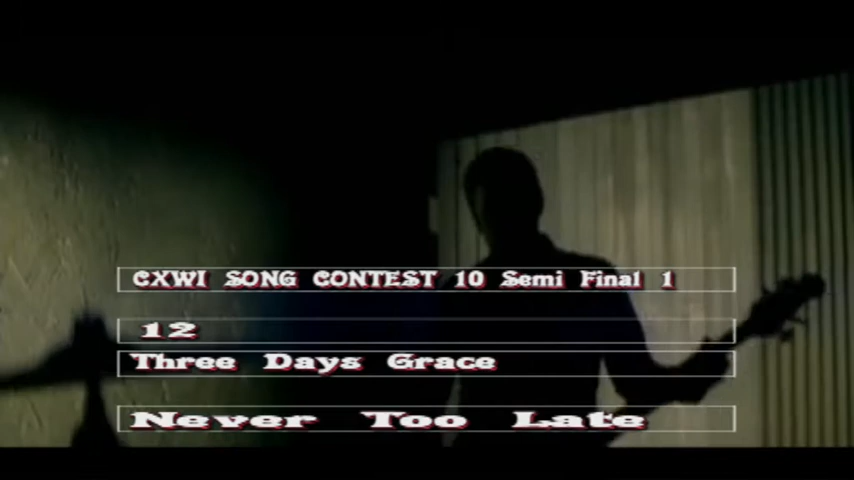 CXWI SONG CONTEST 10 Semi Final 1
12
Three Days Grace
Never Too Late